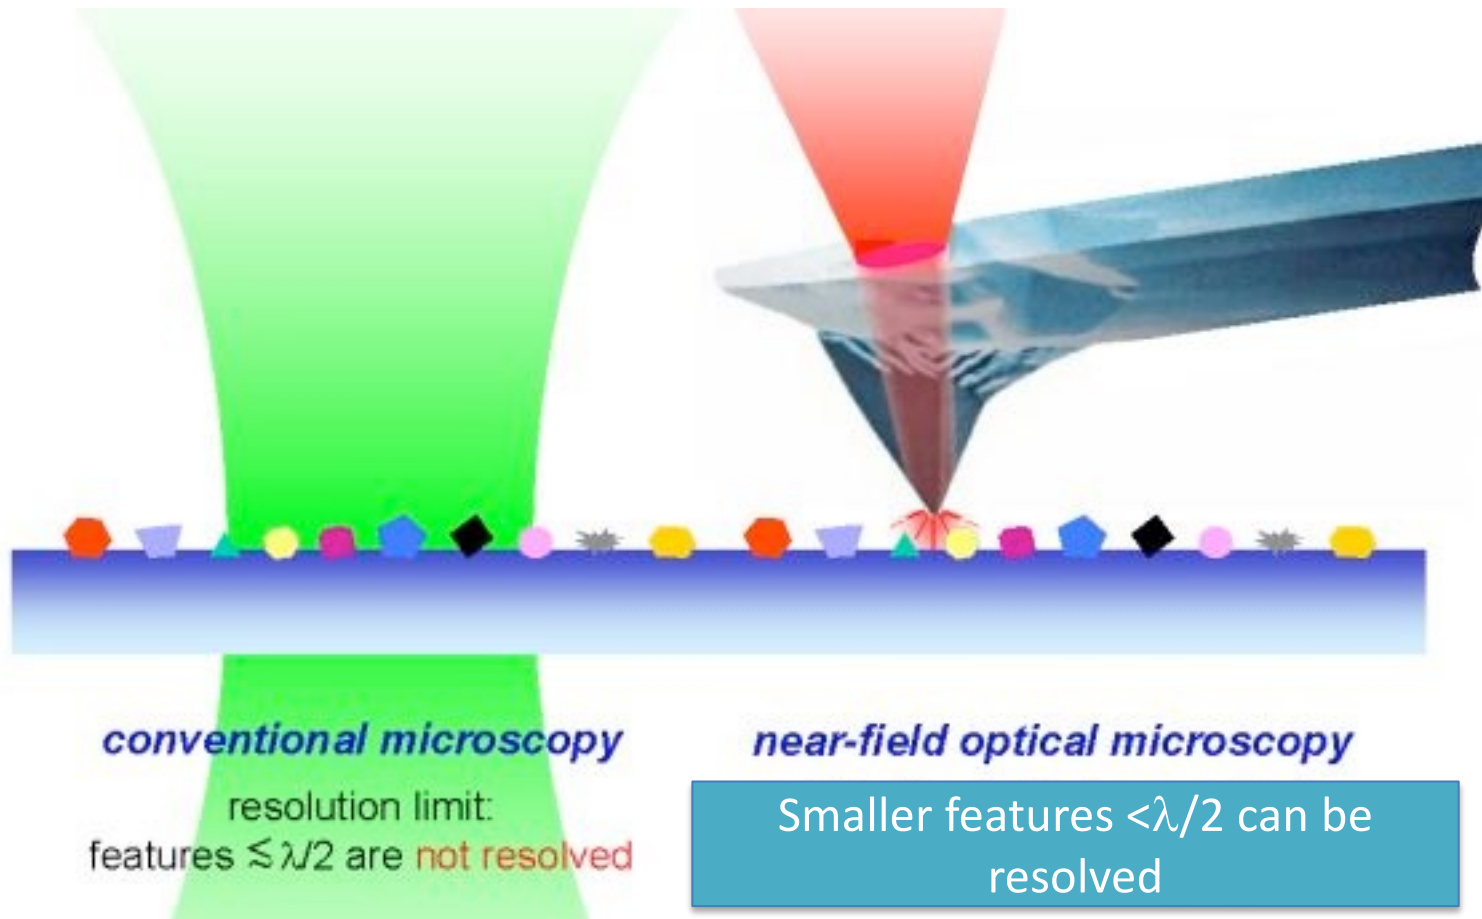 conventional microscopy
resolution limit:
features ≲ λ/2 are not resolved
near-field optical microscopy
Smaller features <λ/2 can be
resolved